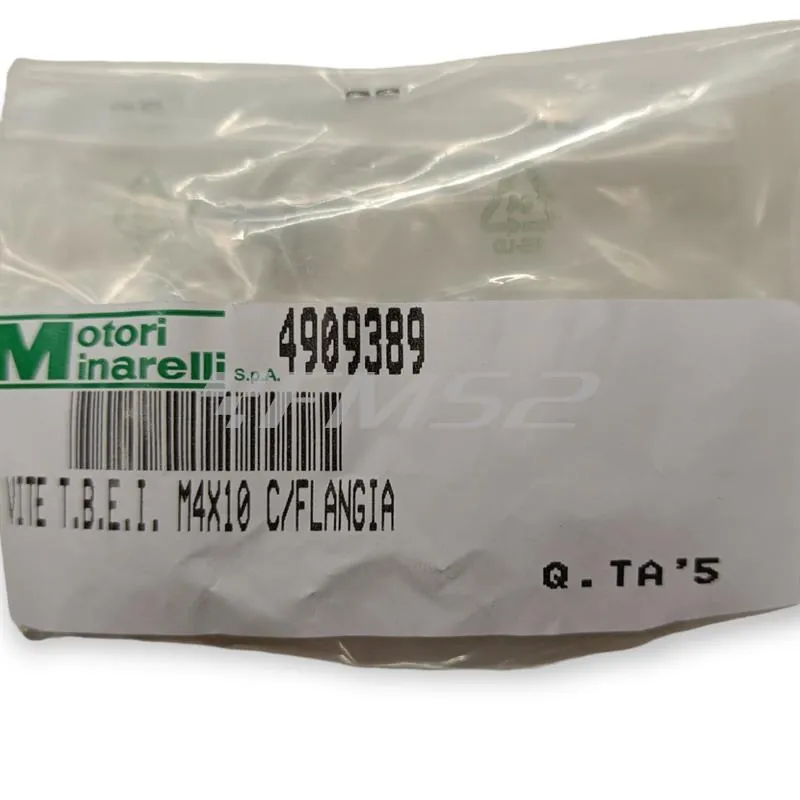 Motori
Minarelli S.p.A.
4909389
VITE T.B.E.I. M4X10 C/FLANGIA
Q.TA'5